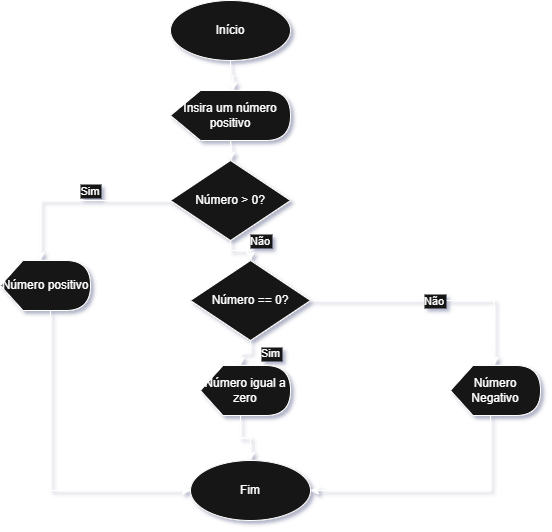 Início
Insira um número
positivo
Número > 0?
Sim
Não
Número positivo
Número == 0?
Não
Sim
Número igual a
zero
Número
Negativo
Fim